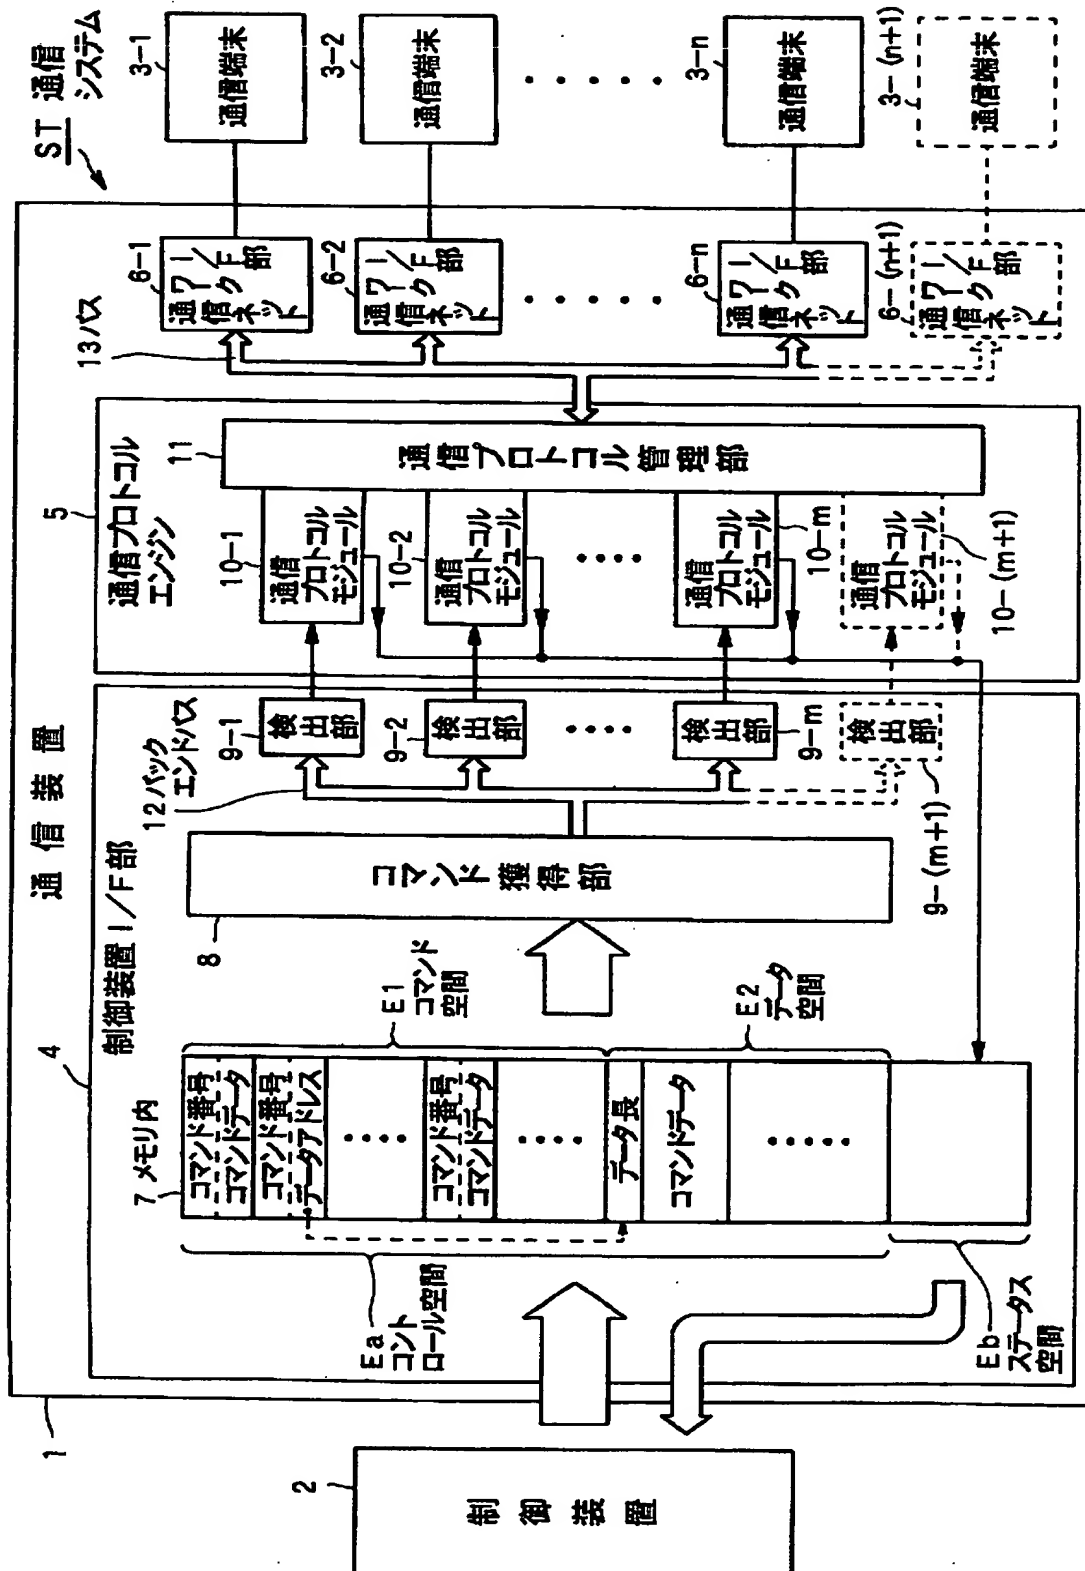 ST 通信
システム
通信装置
1
2
制御装置
4
制御装置I/F部
7 メモリ内
コマンド番号
コマンドデータ
コマンド番号
データアドレス
コマンド番号
コマンドデータ
データ長
コマンドデータ
E1
コマンド
空間
E2
データ
空間
Ea
コント
ロール空間
Eb
ステータス
空間
8
コマンド獲得部
12 バック
エンドバス
9-1
検出部
9-2
検出部
9-m
検出部
9-(m+1)
検出部
5
通信プロトコル
エンジン
10-1
通信
プロトコル
モジュール
10-2
通信
プロトコル
モジュール
10-m
通信
プロトコル
モジュール
10-(m+1)
通信
プロトコル
モジュール
11
通信プロトコル管理部
13 バス
6-1
通信ネット
ワーク
I/F部
6-2
通信ネット
ワーク
I/F部
6-n
通信ネット
ワーク
I/F部
6-(n+1)
通信ネット
ワーク
I/F部
3-1
通信端末
3-2
通信端末
3-n
通信端末
3-(n+1)
通信端末